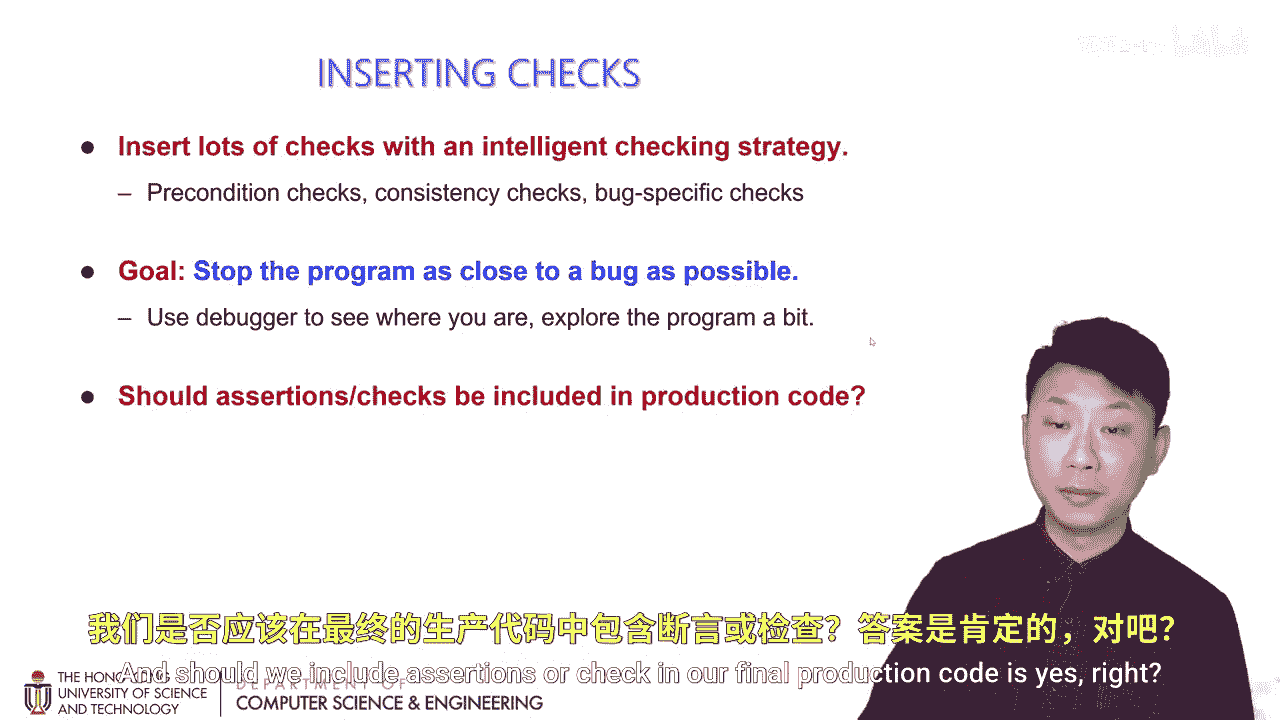 INSERTING CHECKS
● Insert lots of checks with an intelligent checking strategy.
– Precondition checks, consistency checks, bug-specific checks
● Goal: Stop the program as close to a bug as possible.
– Use debugger to see where you are, explore the program a bit.
● Should assertions/checks be included in production code?
我们是否应该在最终的生产代码中包含断言或检查？答案是肯定的，对吧？
And should we include assertions or check in our final production code is yes, right?
THE HONG KONG
UNIVERSITY OF SCIENCE
AND TECHNOLOGY
DEPARTMENT OF
COMPUTER SCIENCE & ENGINEERING